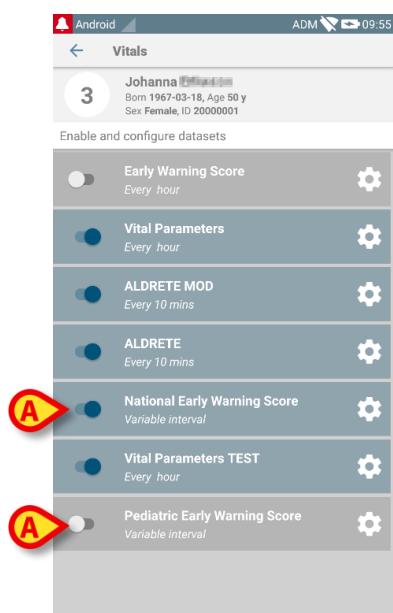 Android ADM 09:55
Vitals
3
Johanna
Born 1967-03-18, Age 50 y
Sex Female, ID 20000001
Enable and configure datasets
Early Warning Score
Every hour
Vital Parameters
Every hour
ALDRETE MOD
Every 10 mins
ALDRETE
Every 10 mins
A
National Early Warning Score
Variable interval
Vital Parameters TEST
Every hour
A
Pediatric Early Warning Score
Variable interval